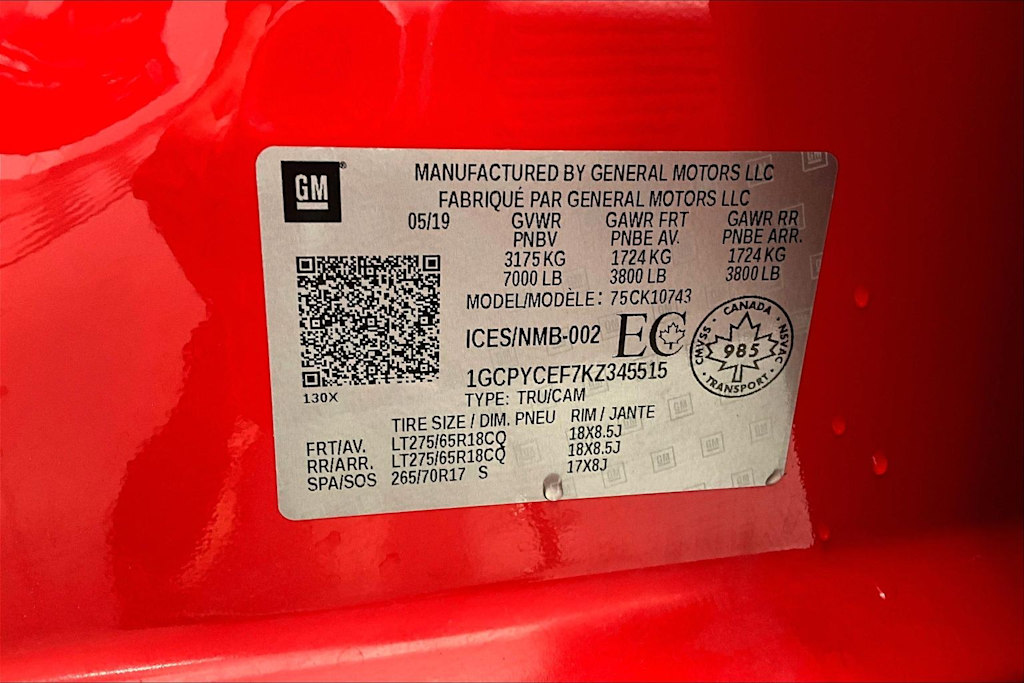 GM
MANUFACTURED BY GENERAL MOTORS LLC
FABRIQUÉ PAR GENERAL MOTORS LLC
05/19 GVWR GAWR FRT GAWR RR
PNBV PNBE AV. PNBE ARR.
3175 KG 1724 KG 1724 KG
7000 LB 3800 LB 3800 LB
MODEL/MODÈLE: 75CK10743
ICES/NMB-002 EC
CANADA
CMVSS 985 NSVAC
TRANSPORT
1GCPYCEF7KZ345515
130X
TYPE: TRU/CAM
TIRE SIZE / DIM. PNEU RIM / JANTE
FRT/AV. LT275/65R18CQ 18X8.5J
RR/ARR. LT275/65R18CQ 18X8.5J
SPA/SOS 265/70R17 S 17X8J